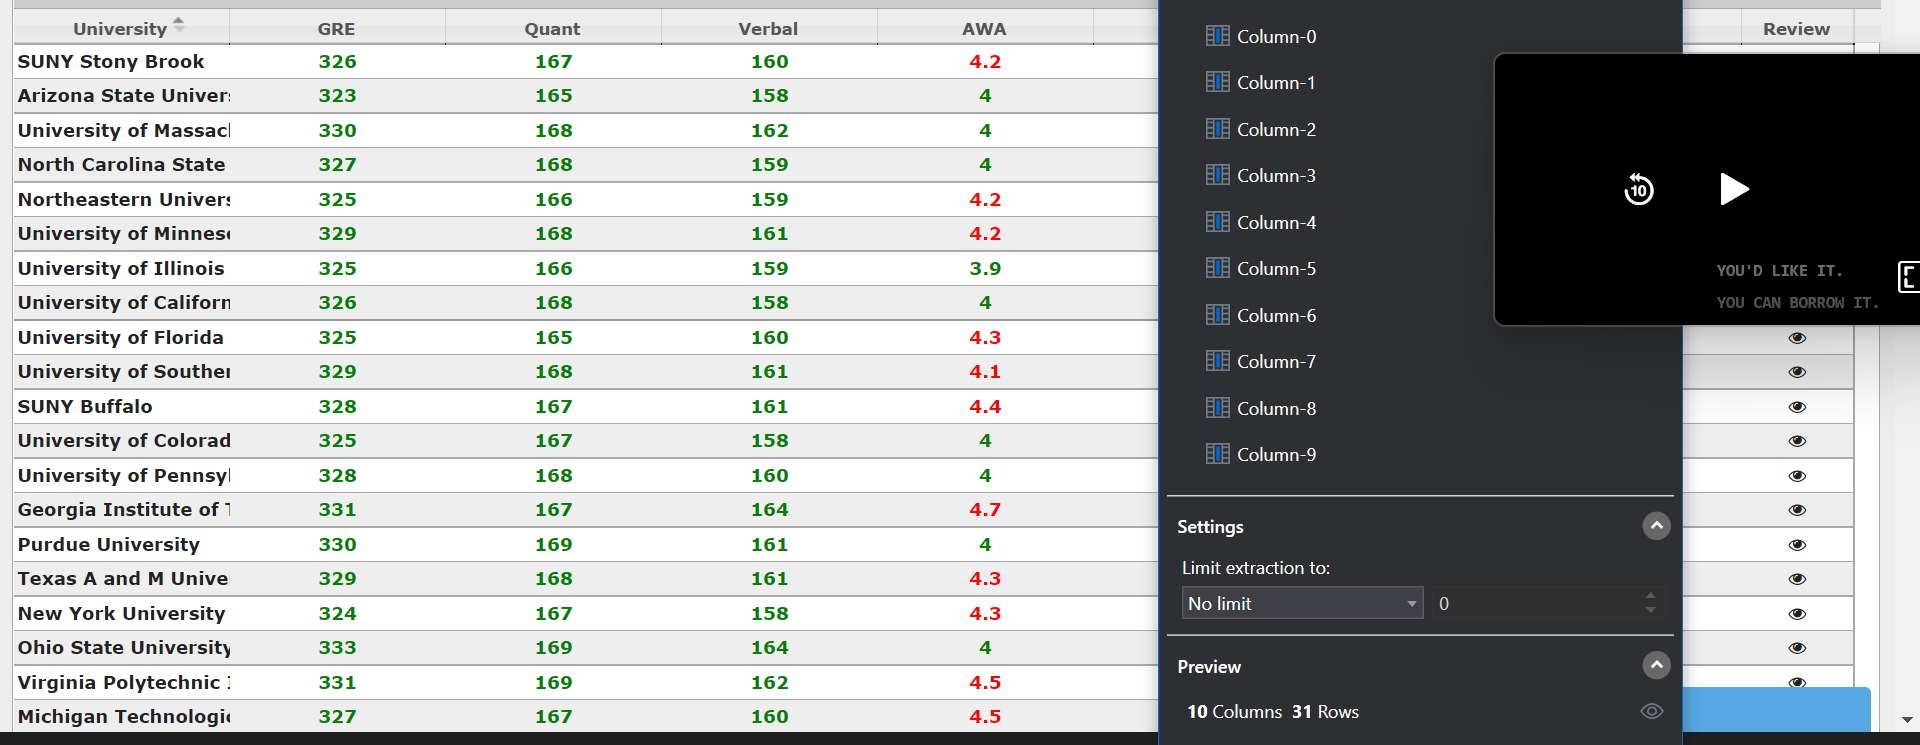 University GRE Quant Verbal AWA Review
SUNY Stony Brook 326 167 160 4.2
Arizona State Univer 323 165 158 4
University of Massac 330 168 162 4
North Carolina State 327 168 159 4
Northeastern Univers 325 166 159 4.2
University of Minnes 329 168 161 4.2
University of Illinois 325 166 159 3.9
University of Californ 326 168 158 4
University of Florida 325 165 160 4.3
University of Souther 329 168 161 4.1
SUNY Buffalo 328 167 161 4.4
University of Colorad 325 167 158 4
University of Pennsyl 328 168 160 4
Georgia Institute of T 331 167 164 4.7
Purdue University 330 169 161 4
Texas A and M Unive 329 168 161 4.3
New York University 324 167 158 4.3
Ohio State University 333 169 164 4
Virginia Polytechnic 331 169 162 4.5
Michigan Technologi 327 167 160 4.5
Column-0
Column-1
Column-2
Column-3
Column-4
Column-5
Column-6
Column-7
Column-8
Column-9
Settings
Limit extraction to:
No limit 0
Preview
10 Columns 31 Rows
10
YOU'D LIKE IT.
YOU CAN BORROW IT.